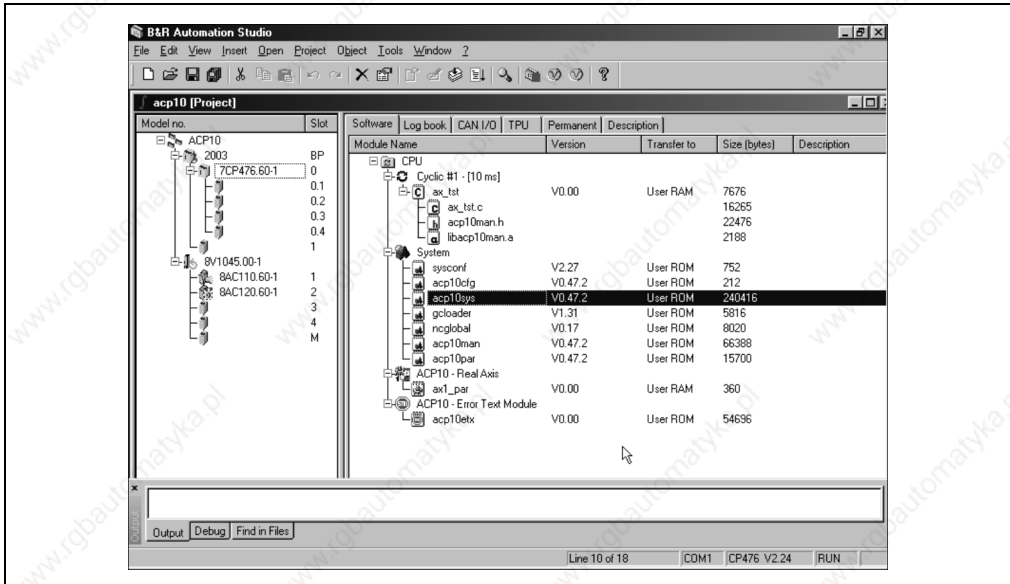 B&R Automation Studio
File Edit View Insert Open Project Object Tools Window ?
acp10 [Project]
Model no. Slot
ACP10
2003 BP
7CP476.60-1 0
0.1
0.2
0.3
0.4
1
8V1045.00-1
8AC110.60-1 1
8AC120.60-1 2
3
4
M
Software Log book CAN I/O TPU Permanent Description
Module Name Version Transfer to Size (bytes) Description
CPU
Cyclic #1 - [10 ms]
ax_tst V0.00 User RAM 7676
ax_tst.c 16265
acp10man.h 22476
libacp10man.a 2188
System
sysconf V2.27 User ROM 752
acp10cfg V0.47.2 User ROM 212
acp10sys V0.47.2 User ROM 240416
gcloader V1.31 User ROM 5816
ncglobal V0.17 User ROM 8020
acp10man V0.47.2 User ROM 66388
acp10par V0.47.2 User ROM 15700
ACP10 - Real Axis
ax1_par V0.00 User RAM 360
ACP10 - Error Text Module
acp10etx V0.00 User ROM 54696
Output
Output Debug Find in Files
Line 10 of 18 COM1 CP476 V2.24 RUN
www.rgbautomatyka.pl